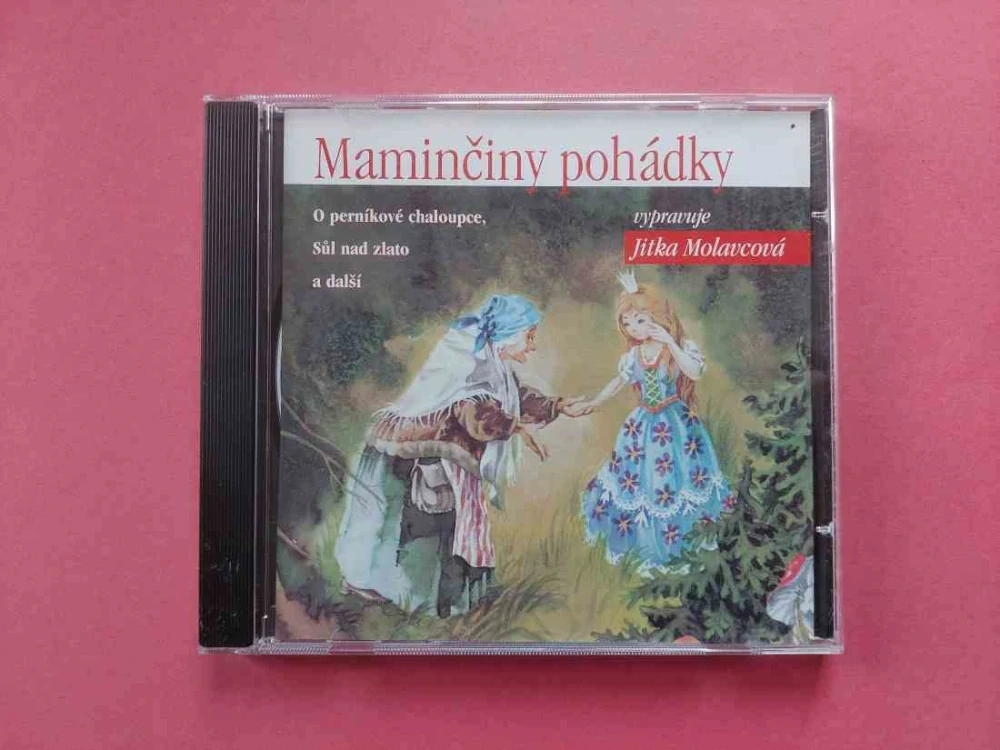 Maminčiny pohádky
O perníkové chaloupce,
Sůl nad zlato
a další
vypravuje
Jitka Molavcová